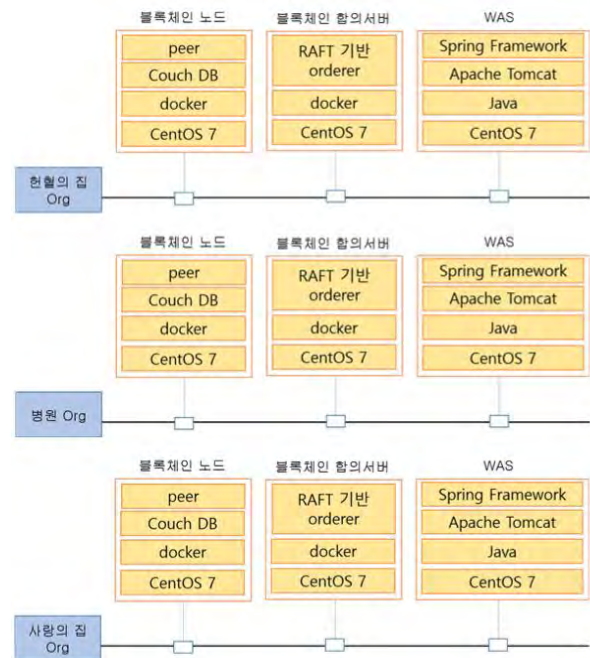 블록체인 노드
블록체인 합의서버
WAS
peer
Couch DB
docker
CentOS 7
RAFT 기반
orderer
docker
CentOS 7
Spring Framework
Apache Tomcat
Java
CentOS 7
헌혈의 집
Org
블록체인 노드
블록체인 합의서버
WAS
peer
Couch DB
docker
CentOS 7
RAFT 기반
orderer
docker
CentOS 7
Spring Framework
Apache Tomcat
Java
CentOS 7
병원 Org
블록체인 노드
블록체인 합의서버
WAS
peer
Couch DB
docker
CentOS 7
RAFT 기반
orderer
docker
CentOS 7
Spring Framework
Apache Tomcat
Java
CentOS 7
사랑의 집
Org